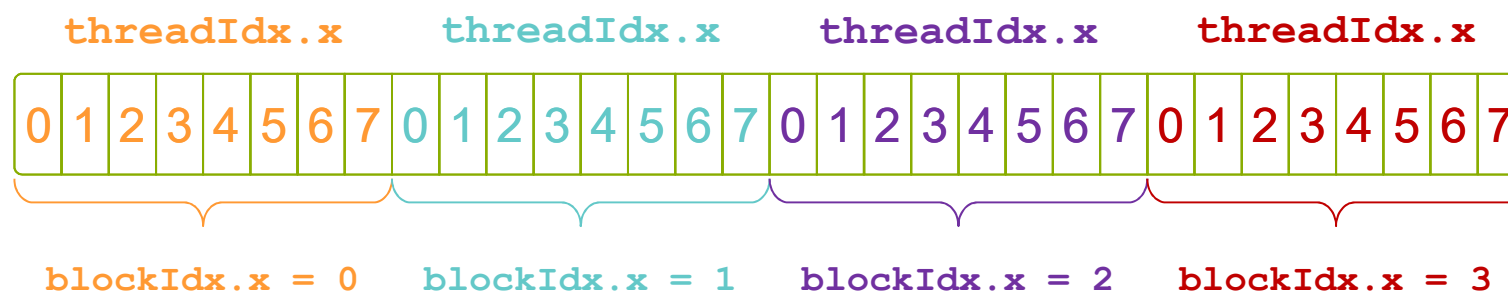 threadIdx.x threadIdx.x threadIdx.x threadIdx.x
0 1 2 3 4 5 6 7 0 1 2 3 4 5 6 7 0 1 2 3 4 5 6 7 0 1 2 3 4 5 6 7
blockIdx.x = 0 blockIdx.x = 1 blockIdx.x = 2 blockIdx.x = 3